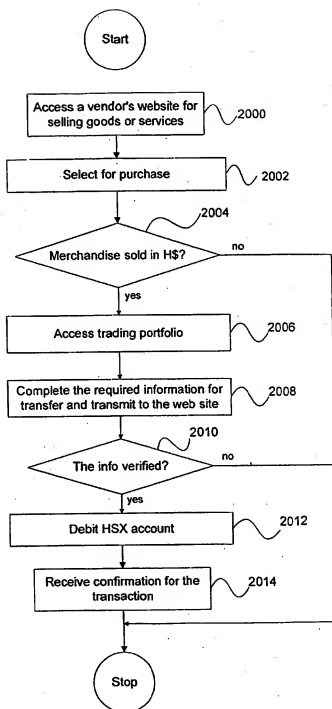 Start
Access a vendor's website for
selling goods or services
2000
Select for purchase
2002
2004
Merchandise sold in H$?
no
yes
Access trading portfolio
2006
Complete the required information for
transfer and transmit to the web site
2008
2010
The info verified?
no
yes
Debit HSX account
2012
Receive confirmation for the
transaction
2014
Stop